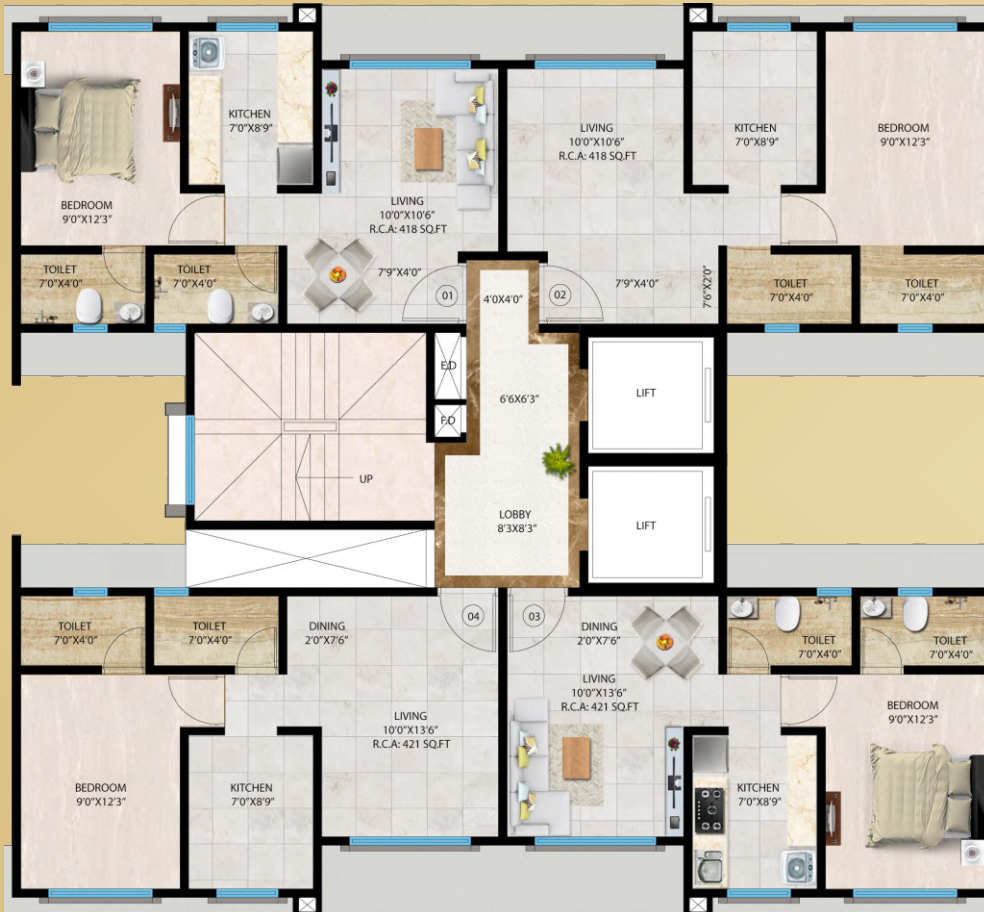 KITCHEN
7'0"X8'9"
BEDROOM
9'0"X12'3"
LIVING
10'0"X10'6"
R.C.A: 418 SQ.FT
LIVING
10'0"X10'6"
R.C.A: 418 SQ.FT
KITCHEN
7'0"X8'9"
BEDROOM
9'0"X12'3"
TOILET
7'0"X4'0"
TOILET
7'0"X4'0"
7'9"X4'0"
01
4'0X4'0"
02
7'9"X4'0"
7'6"X2'0"
TOILET
7'0"X4'0"
TOILET
7'0"X4'0"
E.D
F.D
6'6X6'3"
LIFT
UP
LOBBY
8'3X8'3"
LIFT
TOILET
7'0"X4'0"
TOILET
7'0"X4'0"
DINING
2'0"X7'6"
04
03
DINING
2'0"X7'6"
TOILET
7'0"X4'0"
TOILET
7'0"X4'0"
LIVING
10'0"X13'6"
R.C.A: 421 SQ.FT
LIVING
10'0"X13'6"
R.C.A: 421 SQ.FT
BEDROOM
9'0"X12'3"
BEDROOM
9'0"X12'3"
KITCHEN
7'0"X8'9"
KITCHEN
7'0"X8'9"